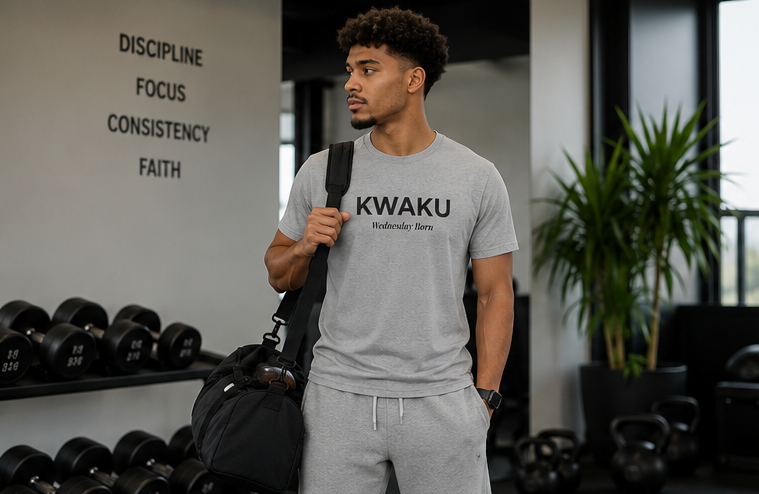 DISCIPLINE
FOCUS
CONSISTENCY
FAITH
KWAKU
Wednesday Born